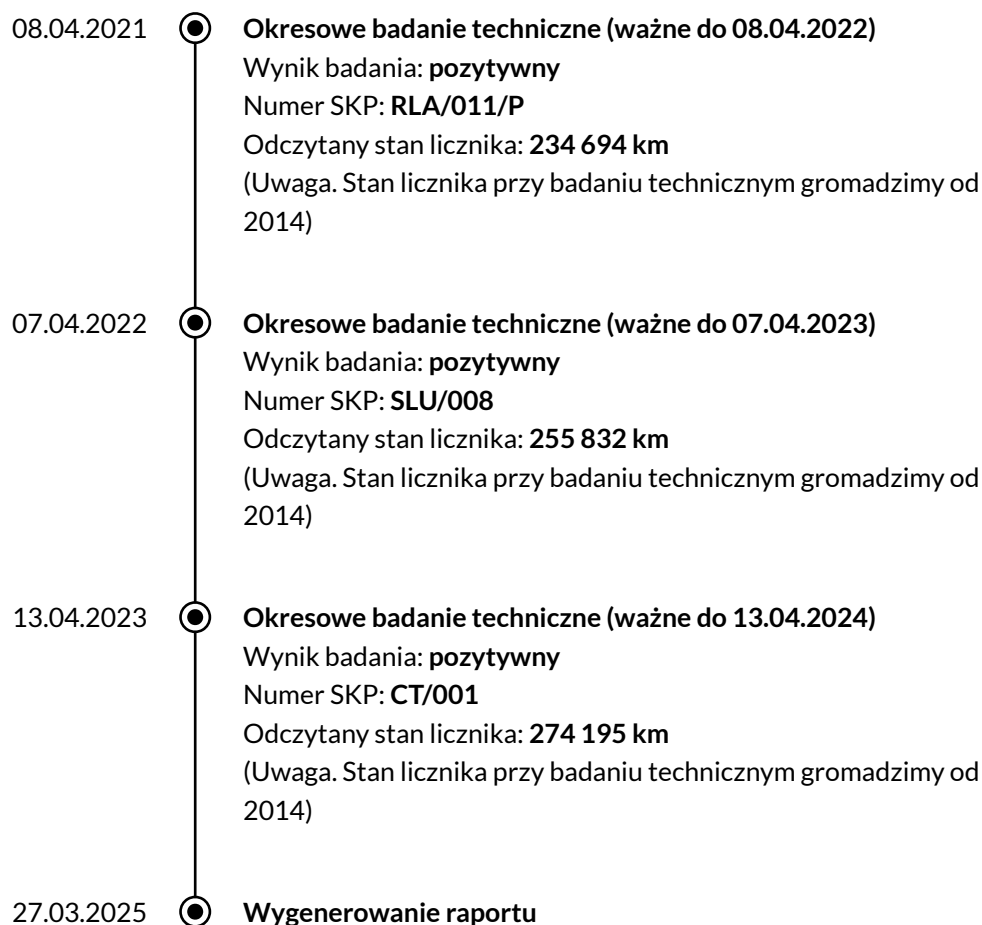 08.04.2021 Okresowe badanie techniczne (ważne do 08.04.2022)
Wynik badania: pozytywny
Numer SKP: RLA/011/P
Odczytany stan licznika: 234 694 km
(Uwaga. Stan licznika przy badaniu technicznym gromadzimy od
2014)
07.04.2022 Okresowe badanie techniczne (ważne do 07.04.2023)
Wynik badania: pozytywny
Numer SKP: SLU/008
Odczytany stan licznika: 255 832 km
(Uwaga. Stan licznika przy badaniu technicznym gromadzimy od
2014)
13.04.2023 Okresowe badanie techniczne (ważne do 13.04.2024)
Wynik badania: pozytywny
Numer SKP: CT/001
Odczytany stan licznika: 274 195 km
(Uwaga. Stan licznika przy badaniu technicznym gromadzimy od
2014)
27.03.2025 Wygenerowanie raportu